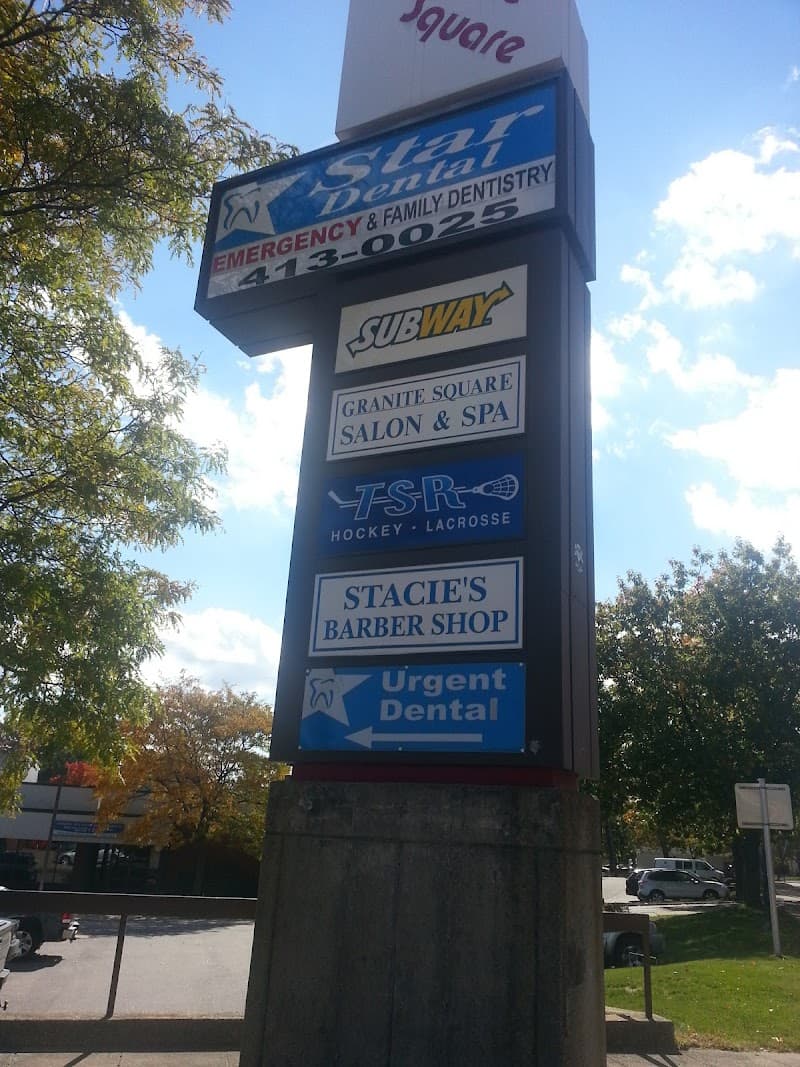 Square
Star
Dental
EMERGENCY & FAMILY DENTISTRY
413-0025
SUBWAY
GRANITE SQUARE
SALON & SPA
TSR
HOCKEY - LACROSSE
STACIE'S
BARBER SHOP
Urgent
Dental